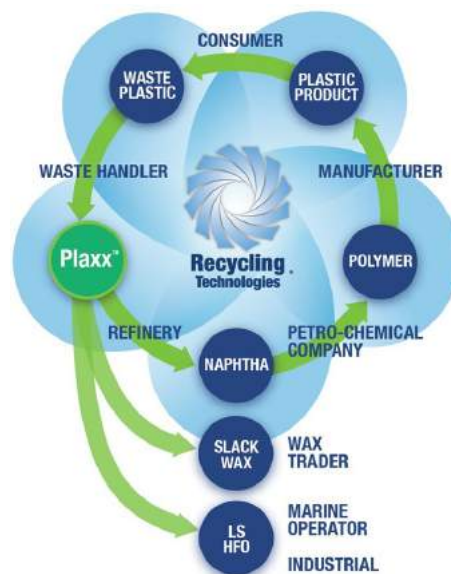 CONSUMER
WASTE
PLASTIC
PLASTIC
PRODUCT
WASTE HANDLER
MANUFACTURER
Plaxx™
Recycling
Technologies
POLYMER
REFINERY
NAPHTHA
PETRO-CHEMICAL
COMPANY
SLACK
WAX
WAX
TRADER
LS
HFO
MARINE
OPERATOR
INDUSTRIAL